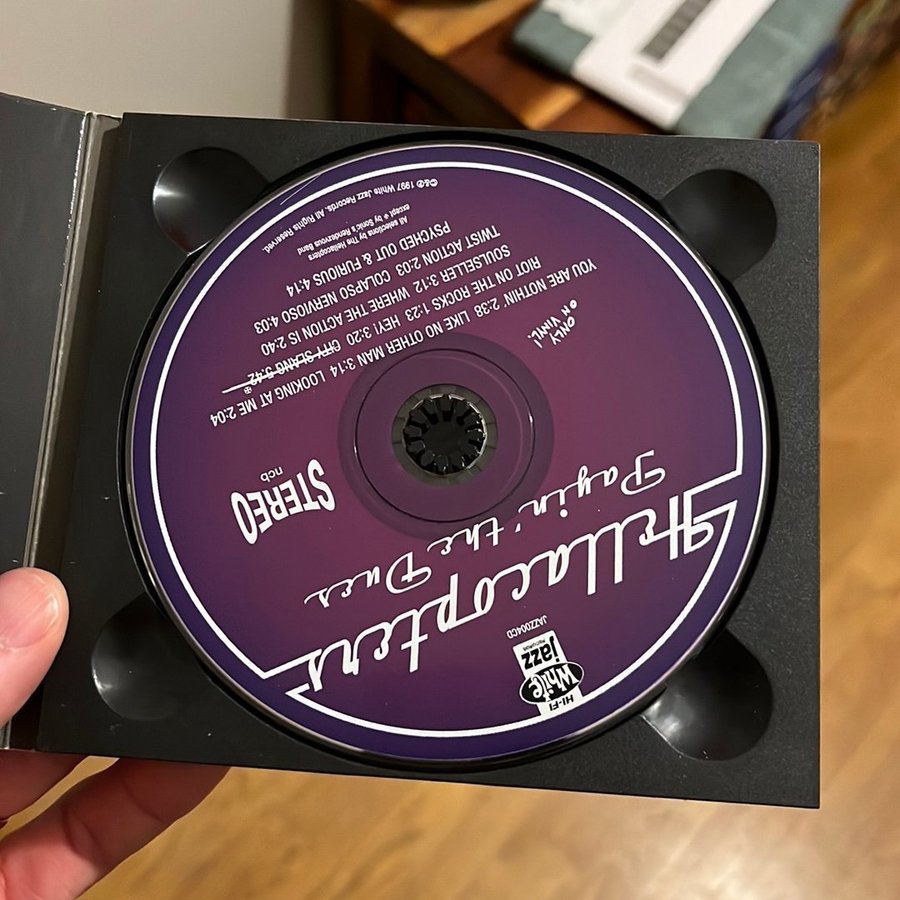 HI-FI
White
jazz
RECORDS
JAZZ004CD
Hellacopters
Payin' the Dues
STEREO
ncb
ONLY
ON
VINYL!
YOU ARE NOTHIN' 2:38 LIKE NO OTHER MAN 3:14 LOOKING AT ME 2:04
RIOT ON THE ROCKS 1:23 HEY! 3:20 CITY SLANG 5:42 ⊕
SOULSELLER 3:12 WHERE THE ACTION IS 2:40
TWIST ACTION 2:03 COLAPSO NERVIOSO 4:03
PSYCHED OUT & FURIOUS 4:14
All selections by The Hellacopters
except ⊕ by Sonic's Rendezvous Band
©&℗ 1997 White Jazz Records. All Rights Reserved.